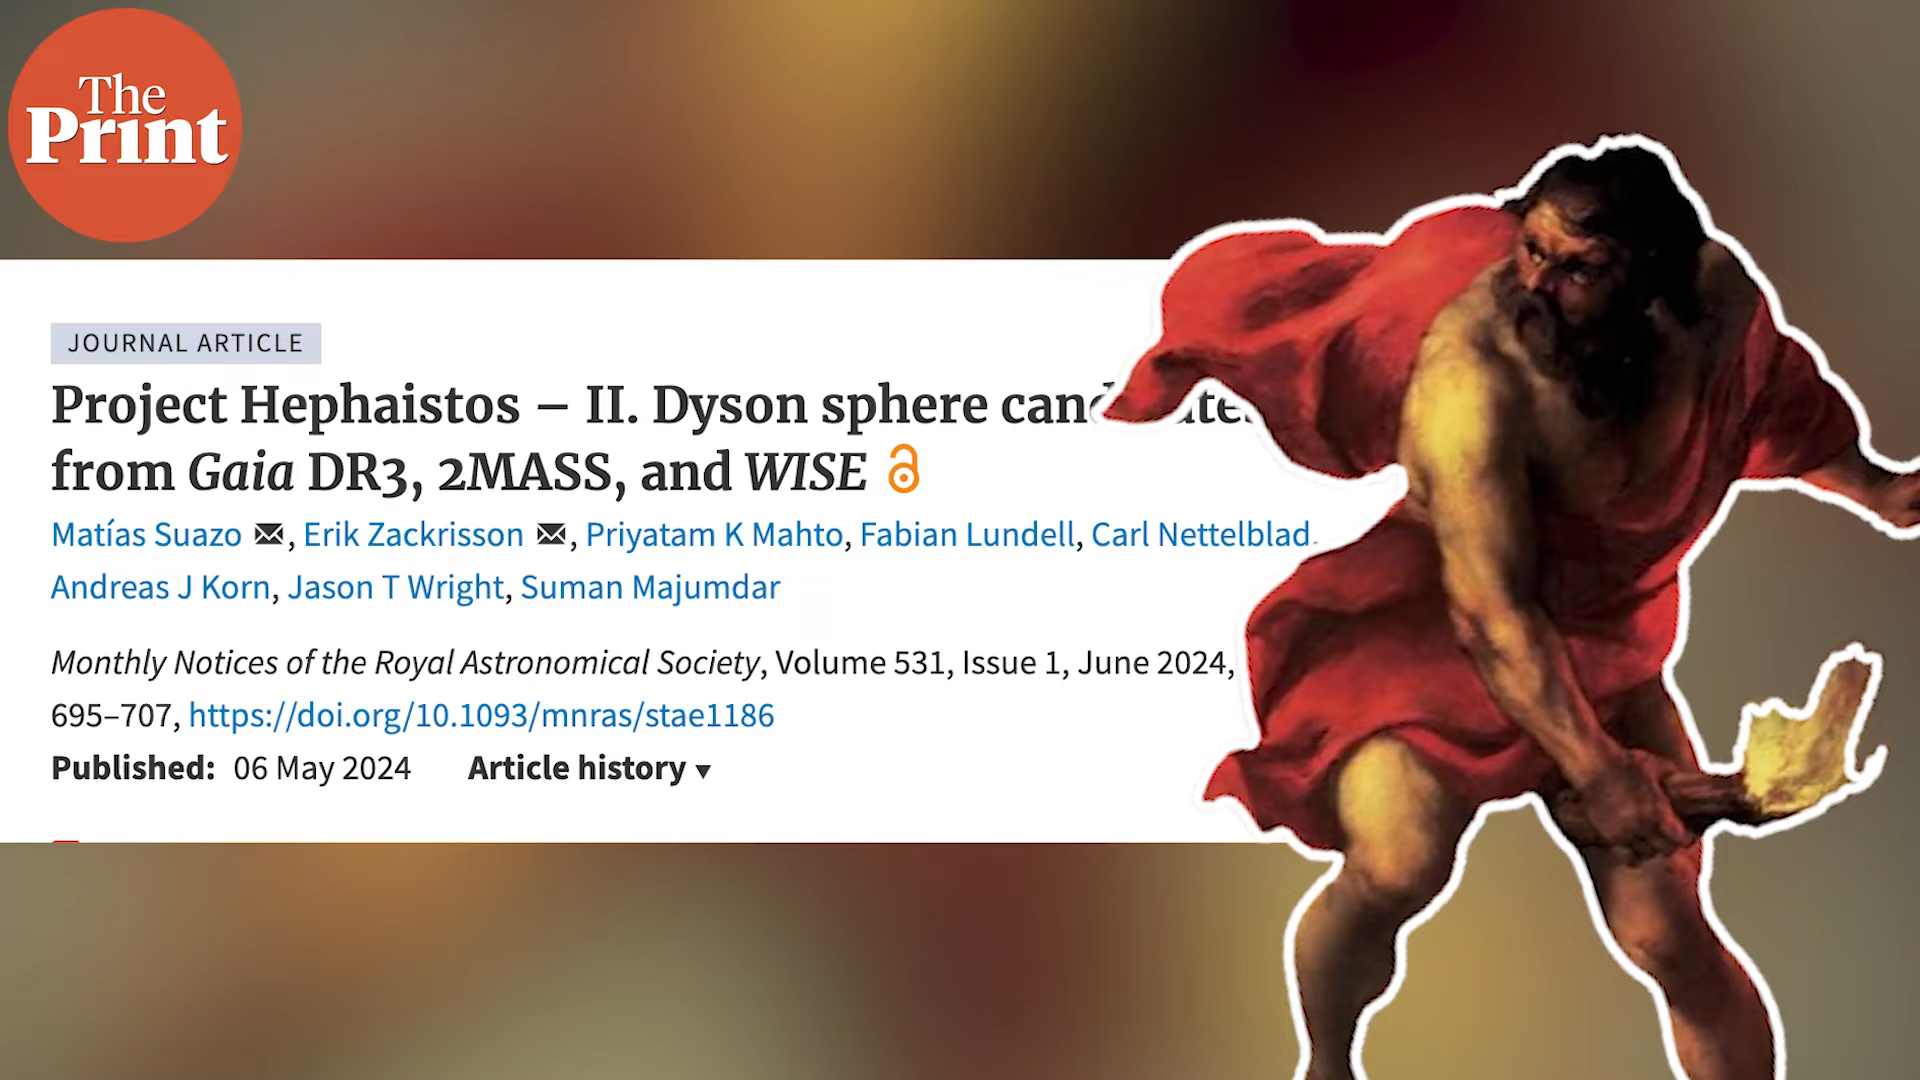 The
Print
JOURNAL ARTICLE
Project Hephaistos – II. Dyson sphere
from Gaia DR3, 2MASS, and WISE
Matías Suazo , Erik Zackrisson , Priyatam K Mahto, Fabian Lundell, Carl Nettelblad
Andreas J Korn, Jason T Wright, Suman Majumdar
Monthly Notices of the Royal Astronomical Society, Volume 531, Issue 1, June 2024,
695–707, https://doi.org/10.1093/mnras/stae1186
Published: 06 May 2024 Article history ▾